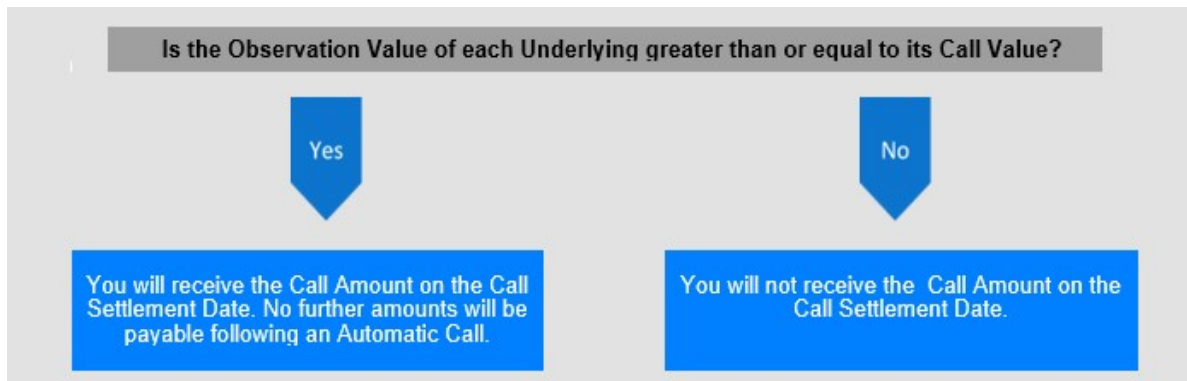 Is the Observation Value of each Underlying greater than or equal to its Call Value?
Yes
No
You will receive the Call Amount on the Call
Settlement Date. No further amounts will be
payable following an Automatic Call.
You will not receive the Call Amount on the
Call Settlement Date.